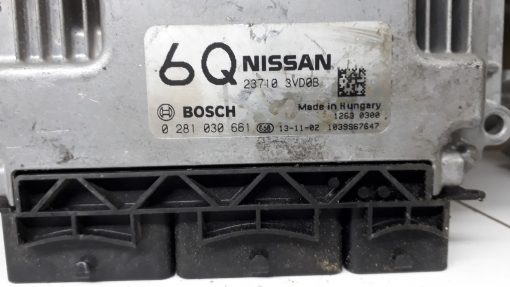 6Q NISSAN
23710 3VD0B
BOSCH Made in Hungary
1263 0300
0 281 030 661 13-11-02 1039S67647